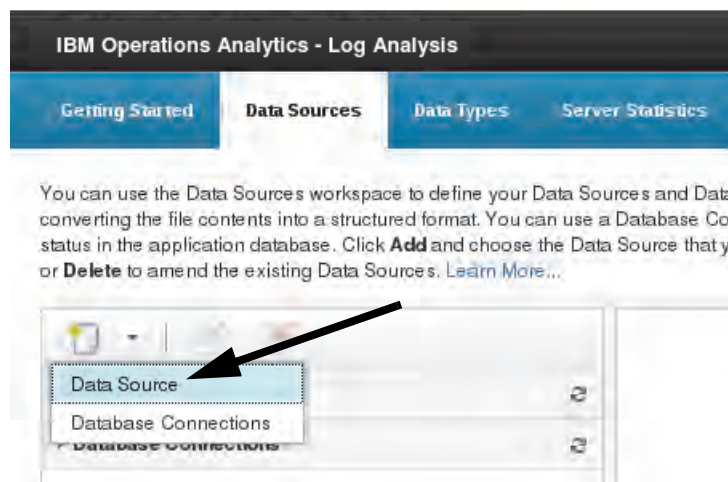 IBM Operations Analytics - Log Analysis
Getting Started Data Sources Data Types Server Statistics
You can use the Data Sources workspace to define your Data Sources and Data
converting the file contents into a structured format. You can use a Database Co
status in the application database. Click Add and choose the Data Source that y
or Delete to amend the existing Data Sources. Learn More...
Data Source
Database Connections
Database Connections